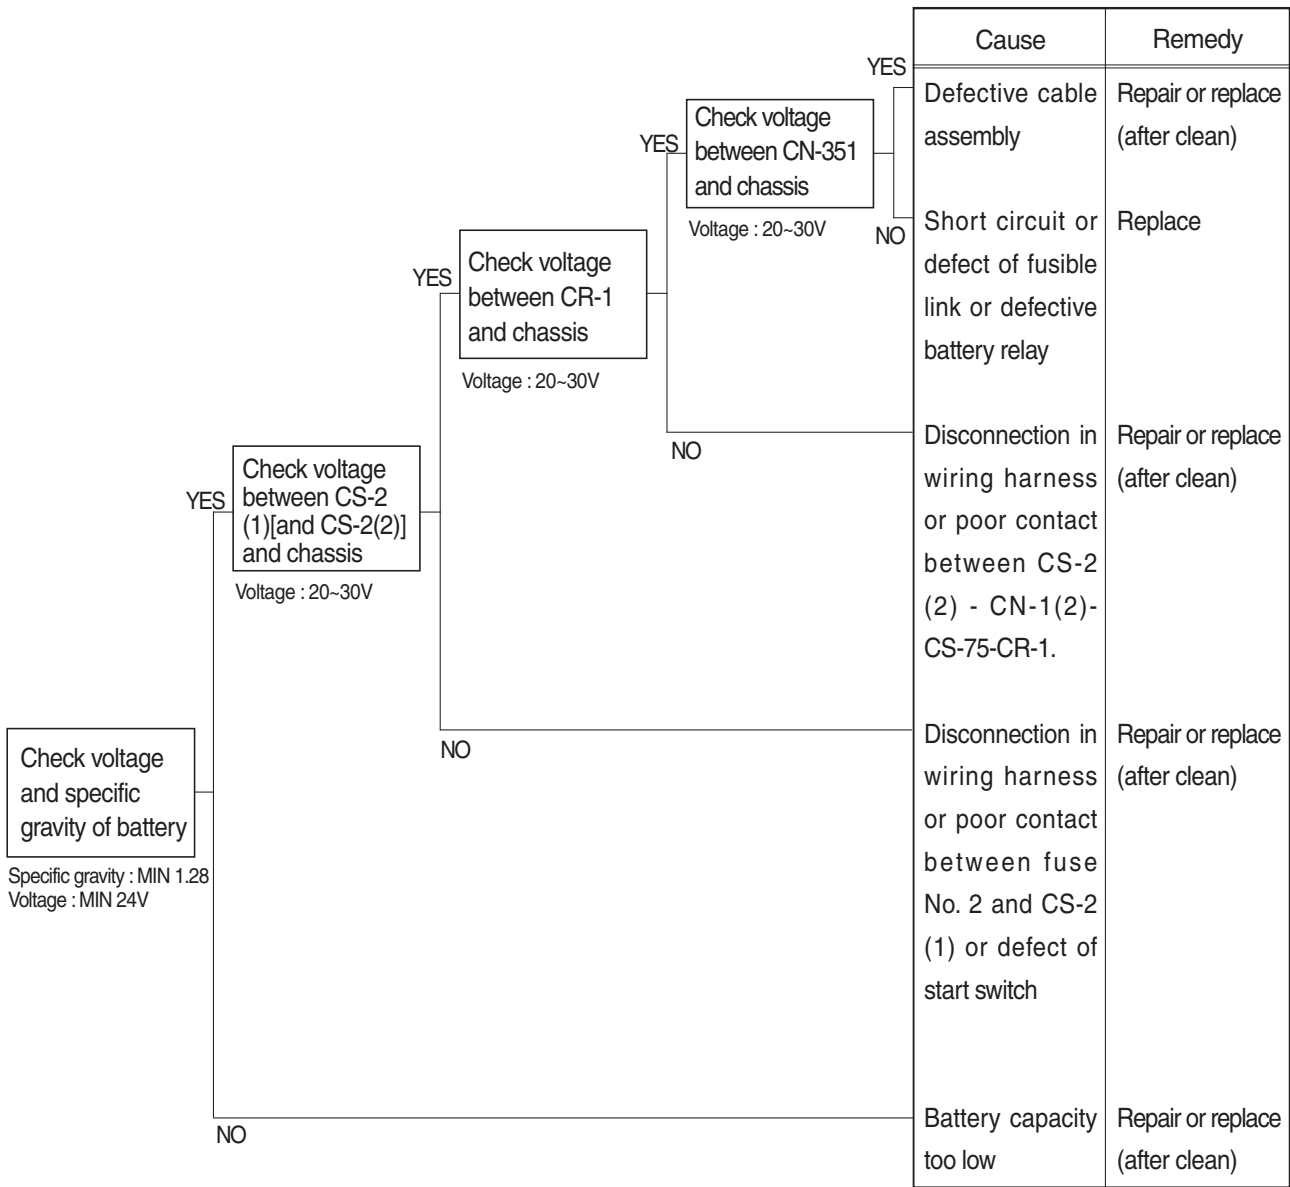 Cause
Remedy
YES
Defective cable
assembly
Repair or replace
(after clean)
Check voltage
between CN-351
and chassis
YES
Voltage : 20~30V
NO
Short circuit or
defect of fusible
link or defective
battery relay
Replace
Check voltage
between CR-1
and chassis
YES
Voltage : 20~30V
NO
Disconnection in
wiring harness
or poor contact
between CS-2
(2) - CN-1(2)-
CS-75-CR-1.
Repair or replace
(after clean)
Check voltage
between CS-2
(1)[and CS-2(2)]
and chassis
YES
Voltage : 20~30V
NO
Disconnection in
wiring harness
or poor contact
between fuse
No. 2 and CS-2
(1) or defect of
start switch
Repair or replace
(after clean)
Check voltage
and specific
gravity of battery
Specific gravity : MIN 1.28
Voltage : MIN 24V
NO
Battery capacity
too low
Repair or replace
(after clean)